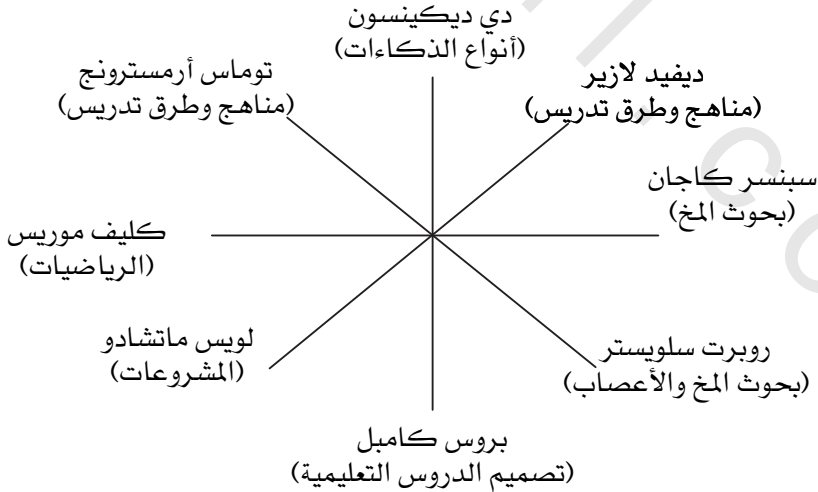 دي ديكينسون
(أنواع الذكاءات)
ديفيد لازير
(مناهج وطرق تدريس)
توماس أرمسترونج
(مناهج وطرق تدريس)
سبنسر كاجان
(بحوث المخ)
كليف موريس
(الرياضيات)
روبرت سلويستر
(بحوث المخ والأعصاب)
لويس ماتشادو
(المشروعات)
بروس كامبل
(تصميم الدروس التعليمية)